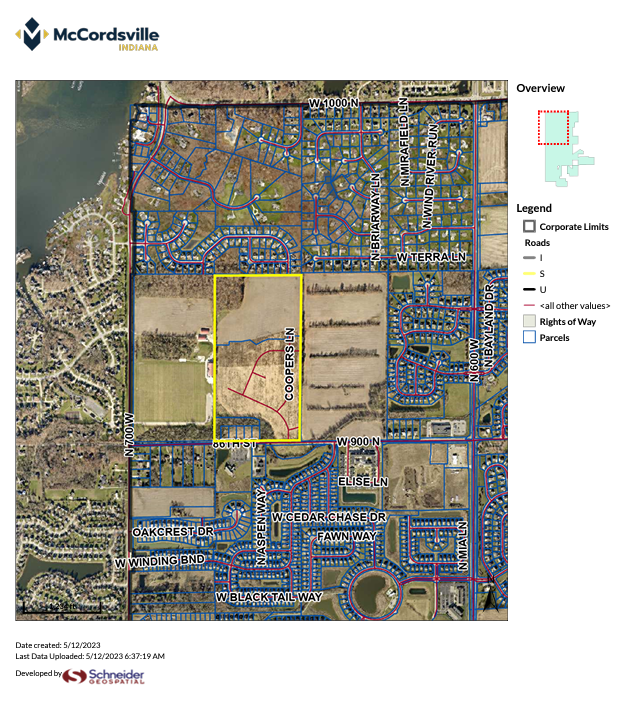 McCordsville
INDIANA
Overview
W 1000 N
N MIRAFIELD LN
N WIND RIVER RUN
N BRIARWAY LN
W TERRA LN
Legend
Corporate Limits
Roads
I
S
U
<all other values>
Rights of Way
Parcels
N BAYLAND DR
COOPERS LN
N 600 W
N 700 W
86TH ST
W 900 N
ELISE LN
N ASPEN WAY
W CEDAR CHASE DR
OAKCREST DR
FAWN WAY
N MIA LN
W WINDING BND
W BLACK TAIL WAY
N
Date created: 5/12/2023
Last Data Uploaded: 5/12/2023 6:37:19 AM
Developed by Schneider
GEOSPATIAL